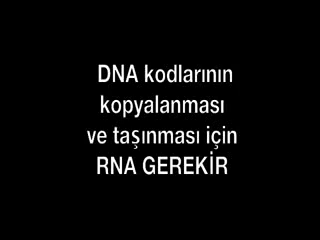 DNA kodlarının
kopyalanması
ve taşınması için
RNA GEREKİR